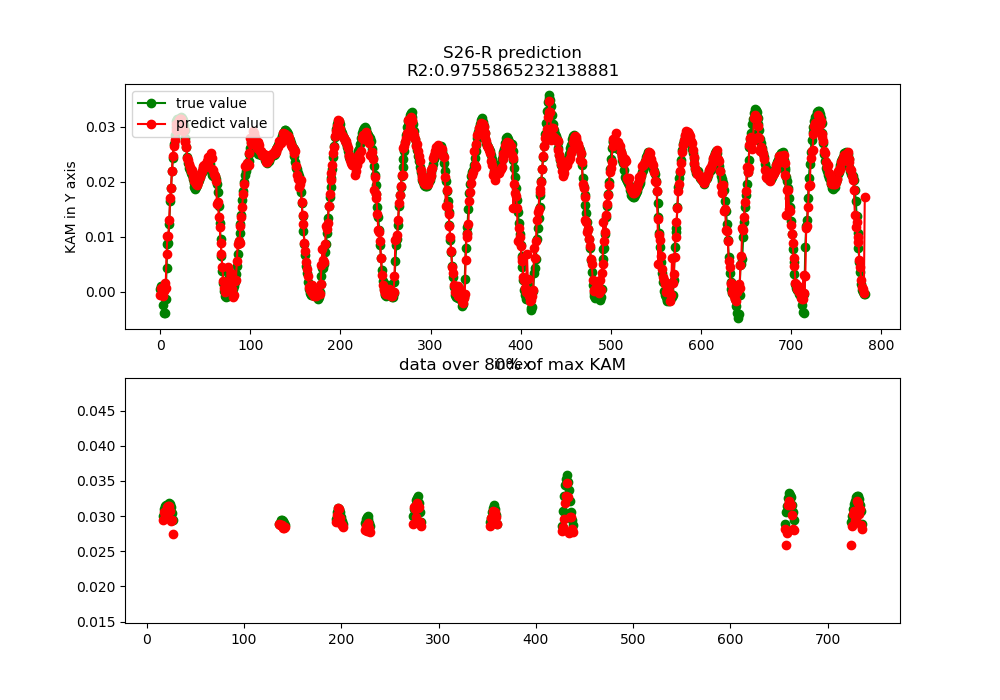 S26-R prediction
R2:0.9755865232138881
true value
predict value
KAM in Y axis
0.03
0.02
0.01
0.00
0 100 200 300 400 500 600 700 800
index
data over 80% of max KAM
0.045
0.040
0.035
0.030
0.025
0.020
0.015
0 100 200 300 400 500 600 700